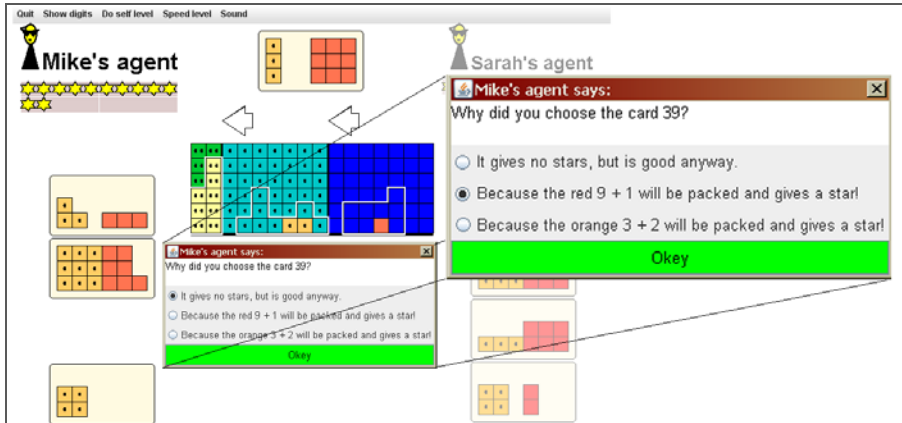 Quit Show digits Do self level Speed level Sound
Mike's agent
Sarah's agent
Mike's agent says:
Why did you choose the card 39?
It gives no stars, but is good anyway.
Because the red 9 + 1 will be packed and gives a star!
Because the orange 3 + 2 will be packed and gives a star!
Okey
Mike's agent says:
Why did you choose the card 39?
It gives no stars, but is good anyway.
Because the red 9 + 1 will be packed and gives a star!
Because the orange 3 + 2 will be packed and gives a star!
Okey